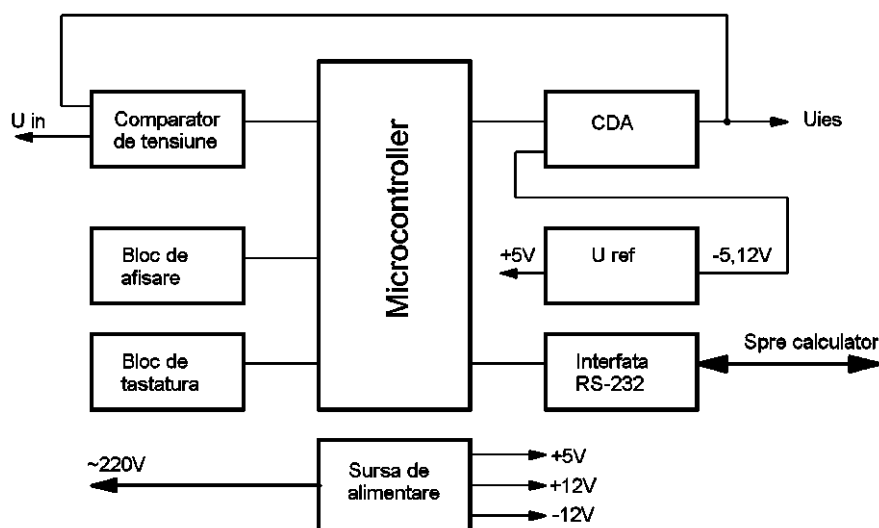 U in
Comparator
de tensiune
Microcontroller
CDA
Uies
Bloc de
afisare
+5V
U ref
-5,12V
Bloc de
tastatura
Interfata
RS-232
Spre calculator
~220V
Sursa de
alimentare
+5V
+12V
-12V